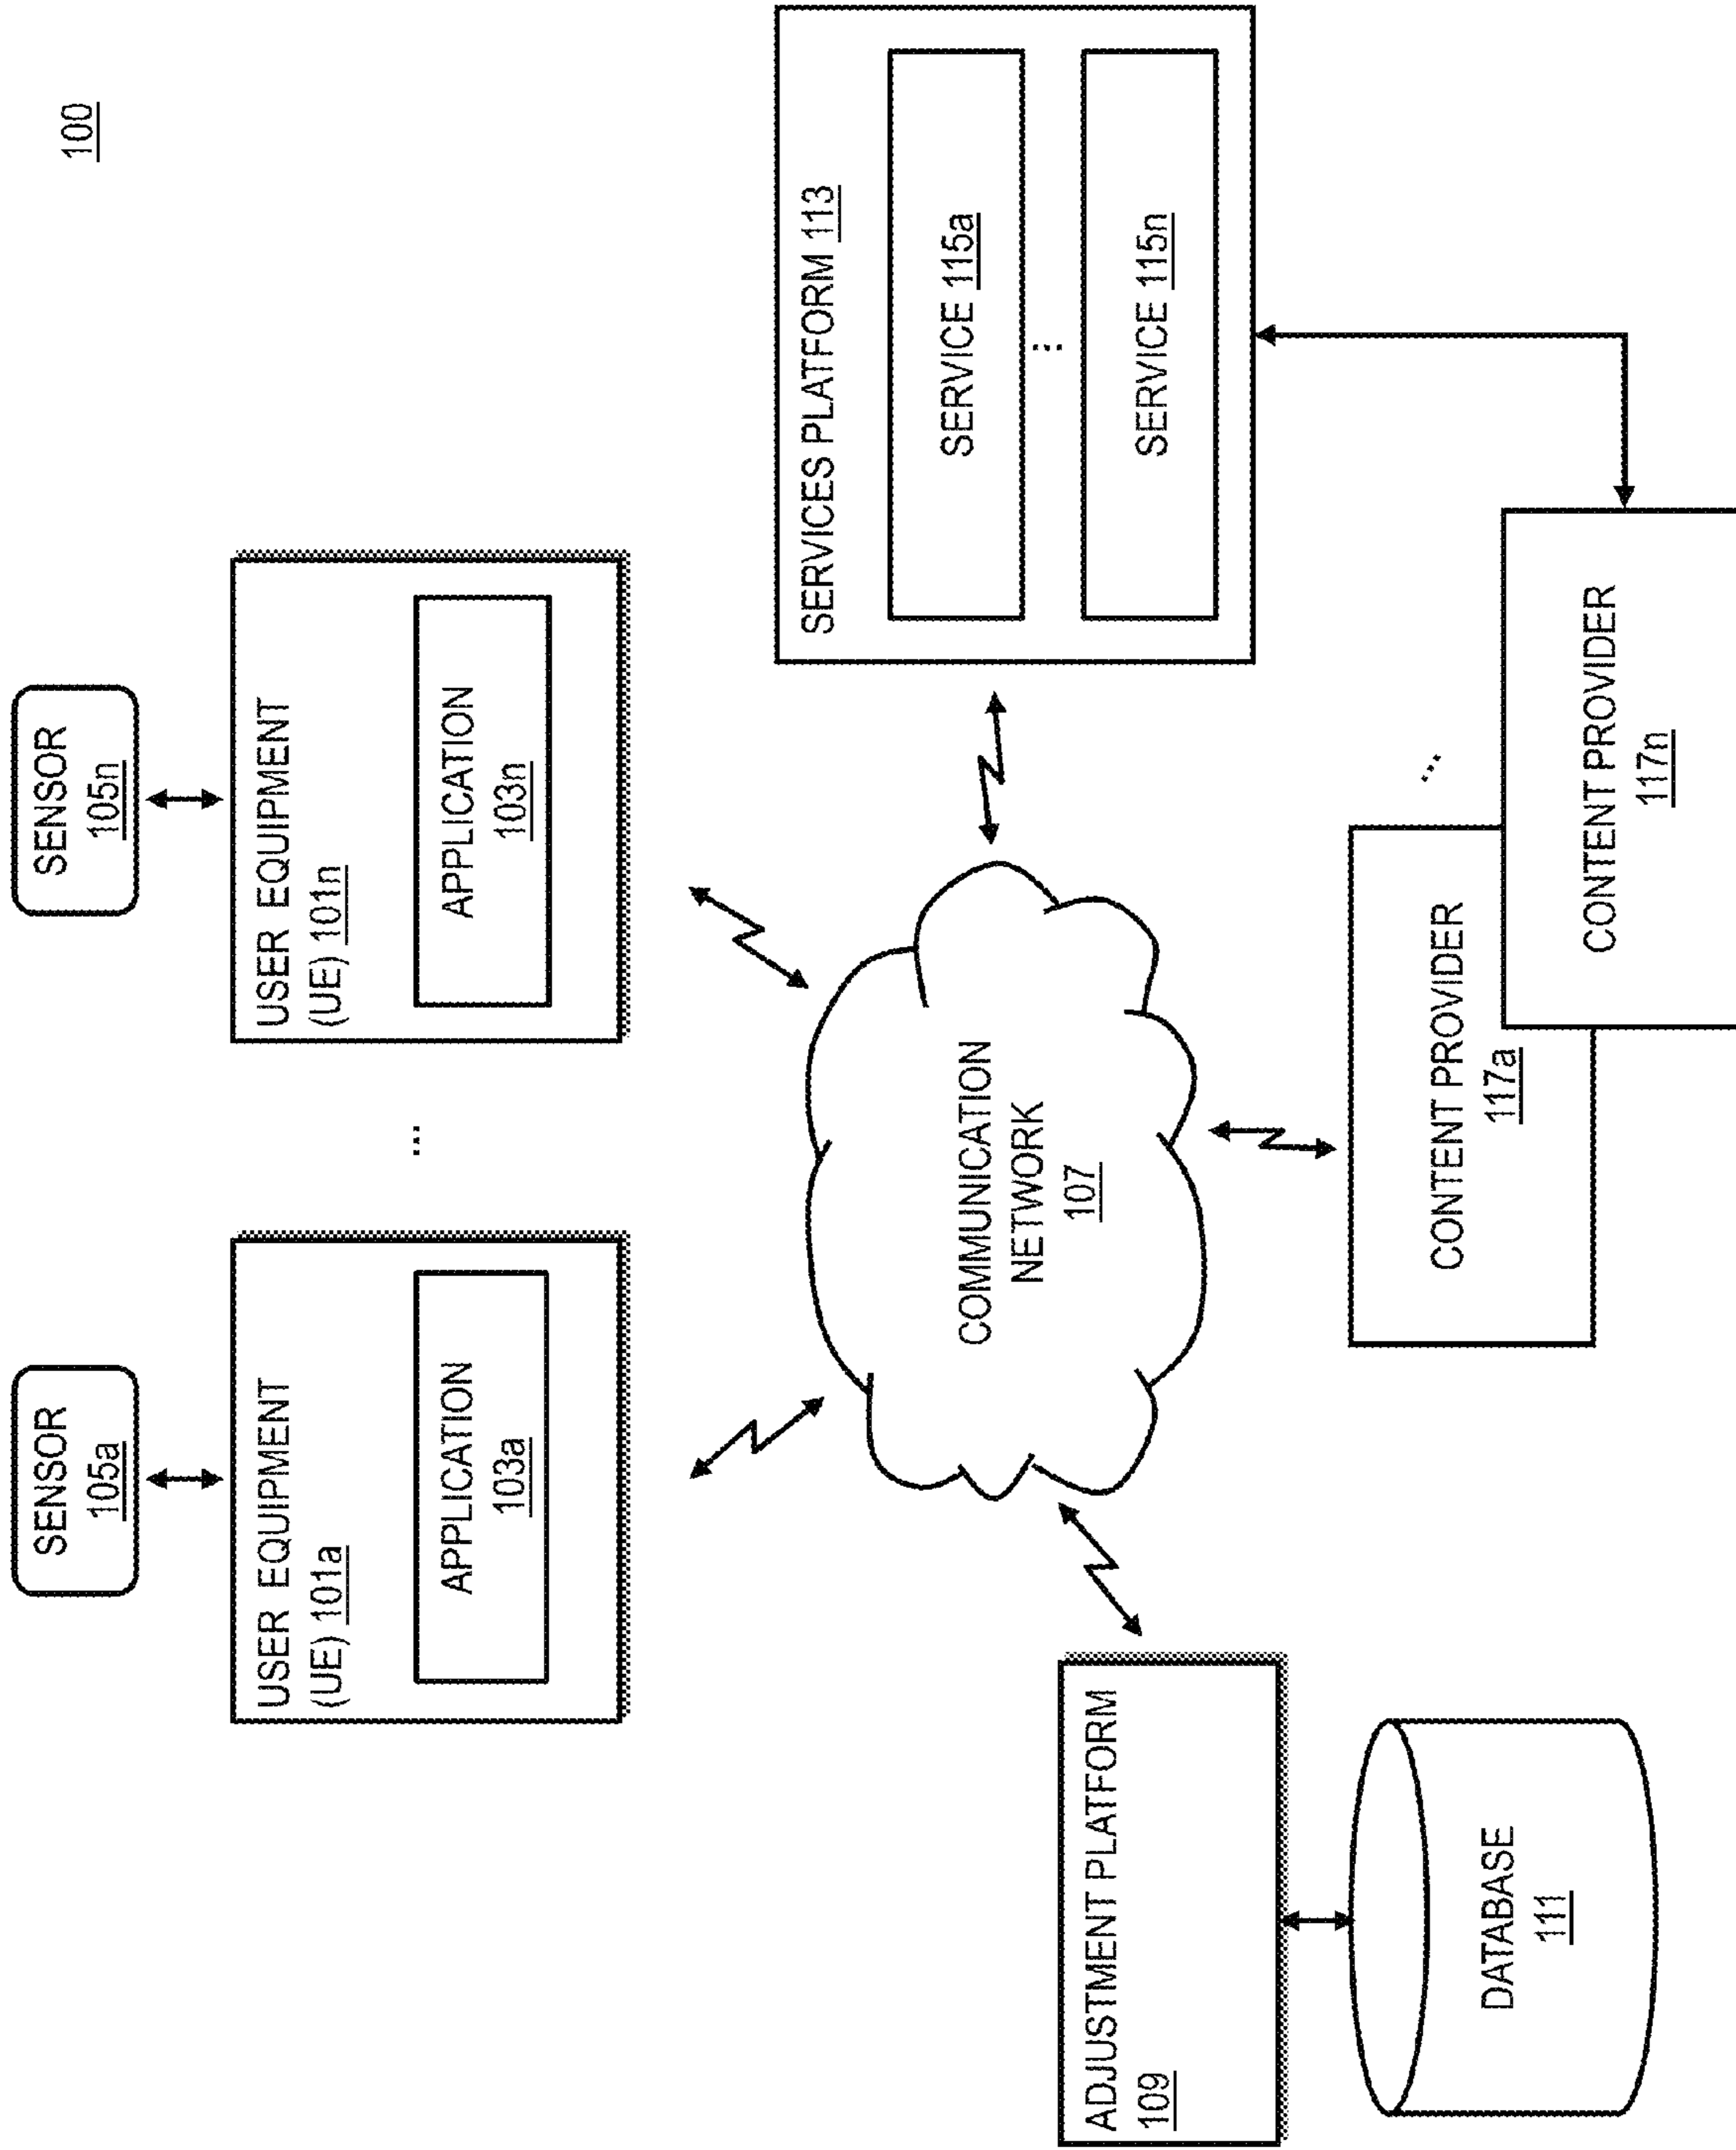 100
SENSOR
105a
SENSOR
105n
USER EQUIPMENT
(UE) 101a
APPLICATION
103a
...
USER EQUIPMENT
(UE) 101n
APPLICATION
103n
COMMUNICATION
NETWORK
107
SERVICES PLATFORM 113
SERVICE 115a
...
SERVICE 115n
ADJUSTMENT PLATFORM
109
DATABASE
111
CONTENT PROVIDER
117a
...
CONTENT PROVIDER
117n